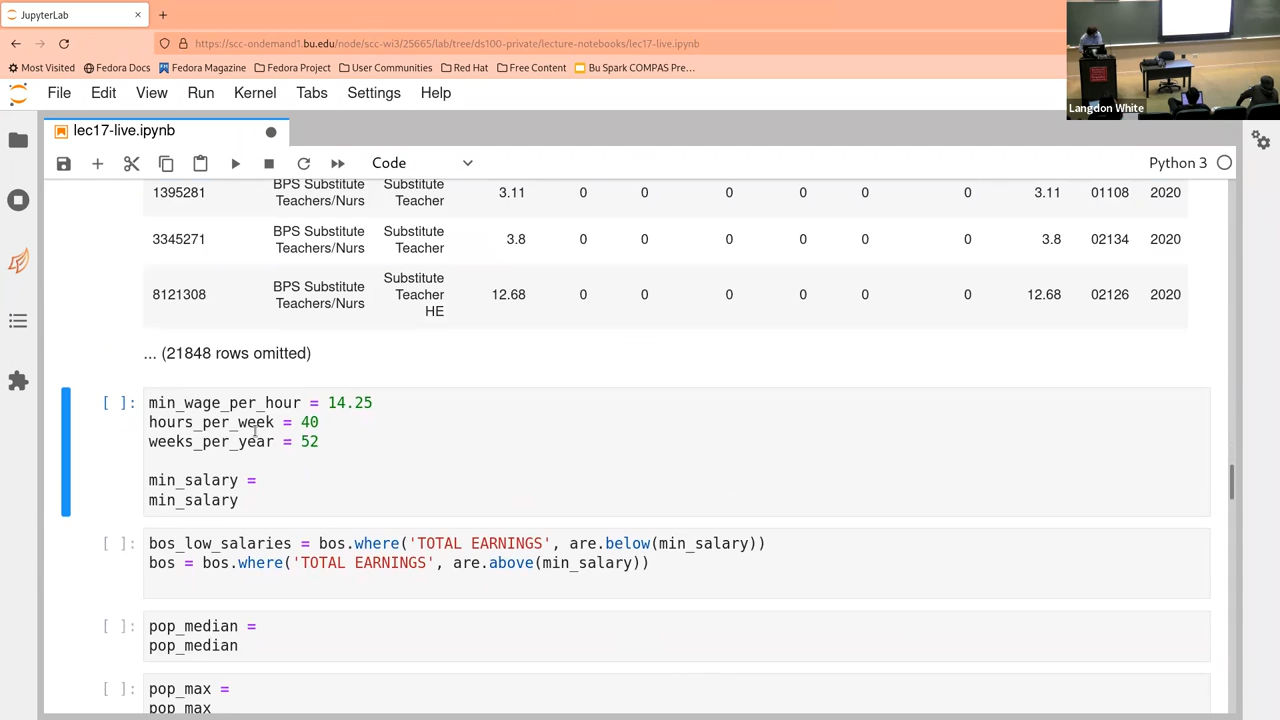 JupyterLab
https://scc-ondemand1.bu.edu/node/scc-wi3/25665/lab/tree/ds100-private/lecture-notebooks/lec17-live.ipynb
Most Visited Fedora Docs Fedora Magazine Fedora Project User Communities Red Hat Free Content Bu Spark COMPAS Pre…
Langdon White
File Edit View Run Kernel Tabs Settings Help
lec17-live.ipynb
Code Python 3
1395281 BPS Substitute Teachers/Nurs Substitute Teacher 3.11 0 0 0 0 0 0 3.11 01108 2020
3345271 BPS Substitute Teachers/Nurs Substitute Teacher 3.8 0 0 0 0 0 0 3.8 02134 2020
8121308 BPS Substitute Teachers/Nurs Substitute Teacher HE 12.68 0 0 0 0 0 0 12.68 02126 2020
... (21848 rows omitted)
[ ]: min_wage_per_hour = 14.25
hours_per_week = 40
weeks_per_year = 52
min_salary =
min_salary
[ ]: bos_low_salaries = bos.where('TOTAL EARNINGS', are.below(min_salary))
bos = bos.where('TOTAL EARNINGS', are.above(min_salary))
[ ]: pop_median =
pop_median
[ ]: pop_max =
pop_max